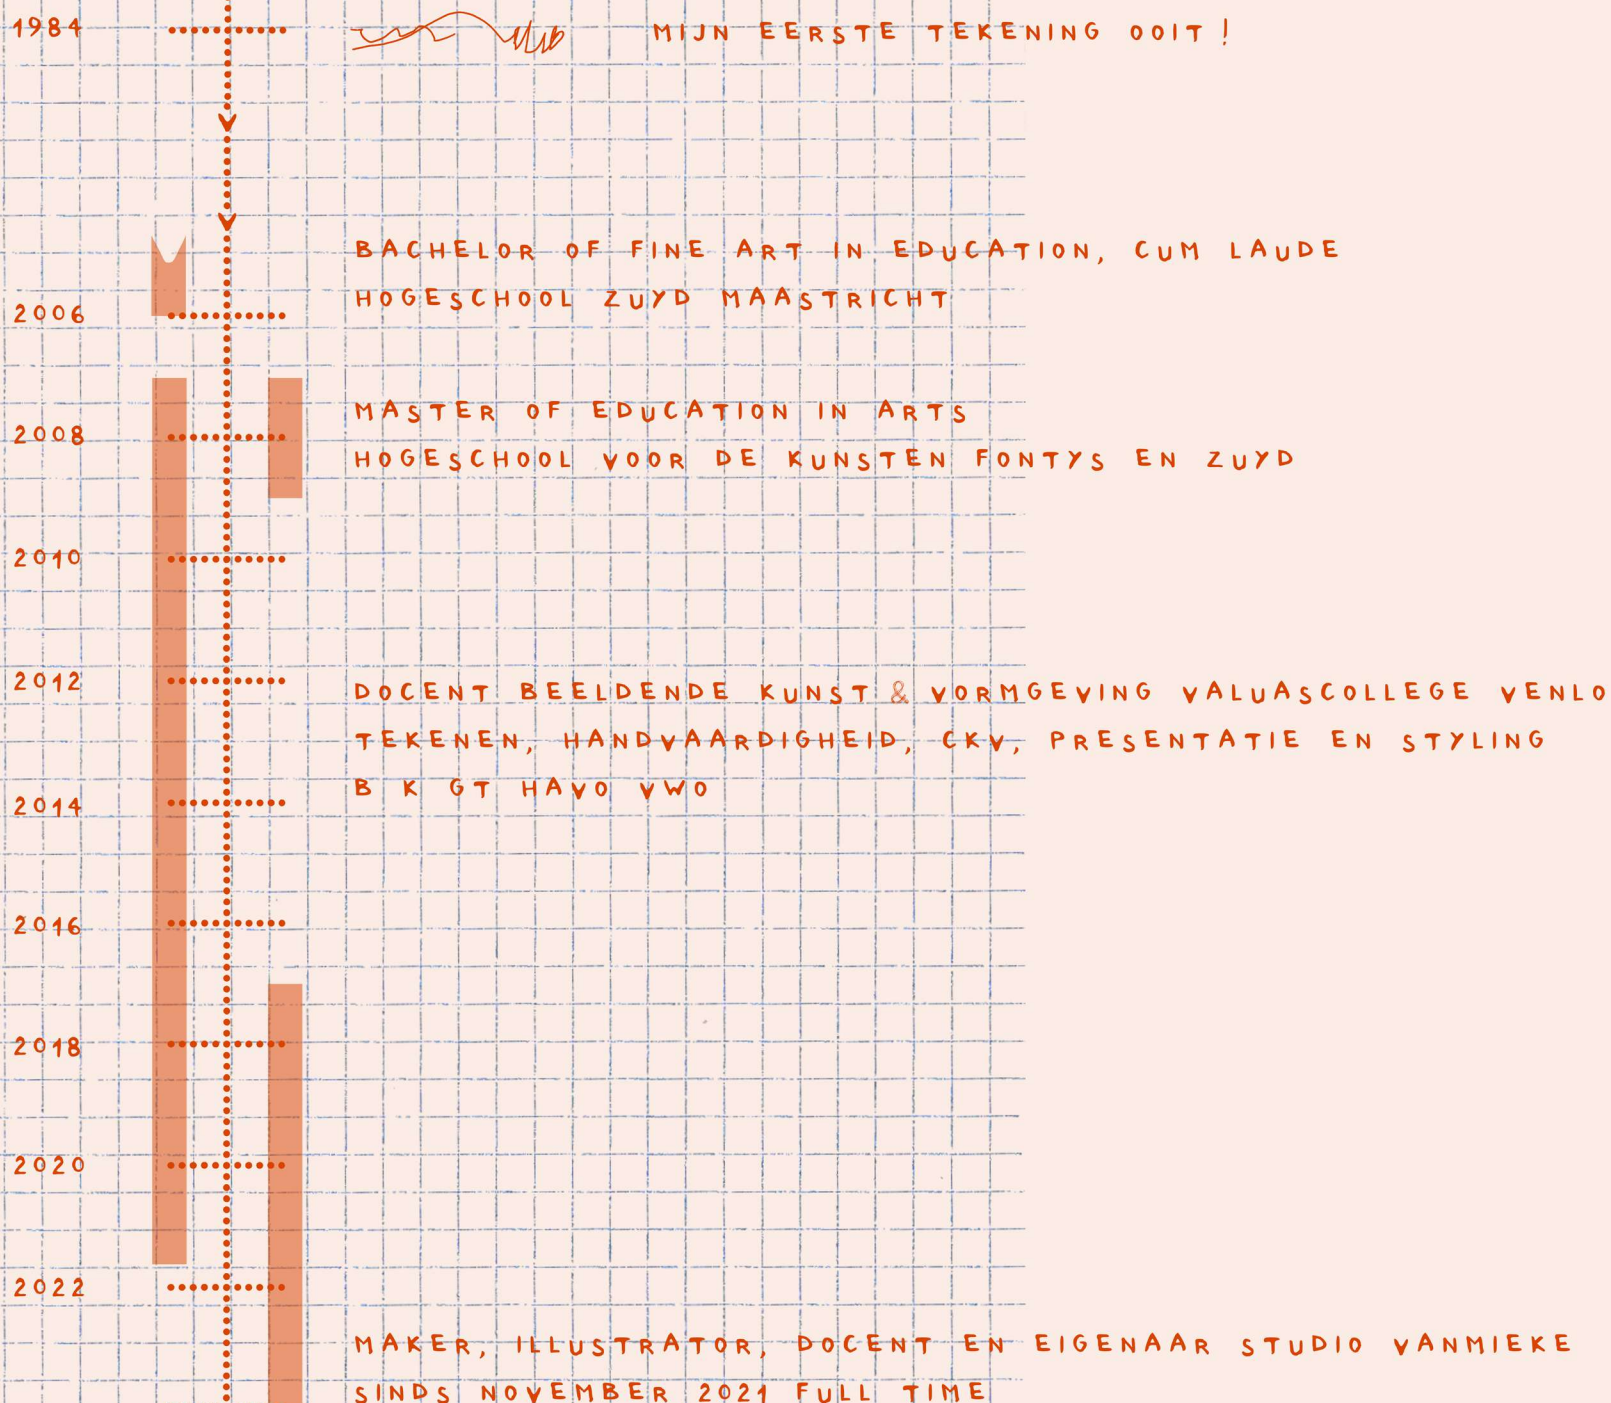 1984 MIJN EERSTE TEKENING OOIT!
BACHELOR OF FINE ART IN EDUCATION, CUM LAUDE
HOGESCHOOL ZUYD MAASTRICHT
2006
MASTER OF EDUCATION IN ARTS
2008
HOGESCHOOL VOOR DE KUNSTEN FONTYS EN ZUYD
2010
2012
DOCENT BEELDENDE KUNST & VORMGEVING VALUASCOLLEGE VENLO
TEKENEN, HANDVAARDIGHEID, CKV, PRESENTATIE EN STYLING
B K GT HAVO VWO
2014
2016
2018
2020
2022
MAKER, ILLUSTRATOR, DOCENT EN EIGENAAR STUDIO VANMIEKE
SINDS NOVEMBER 2021 FULL TIME